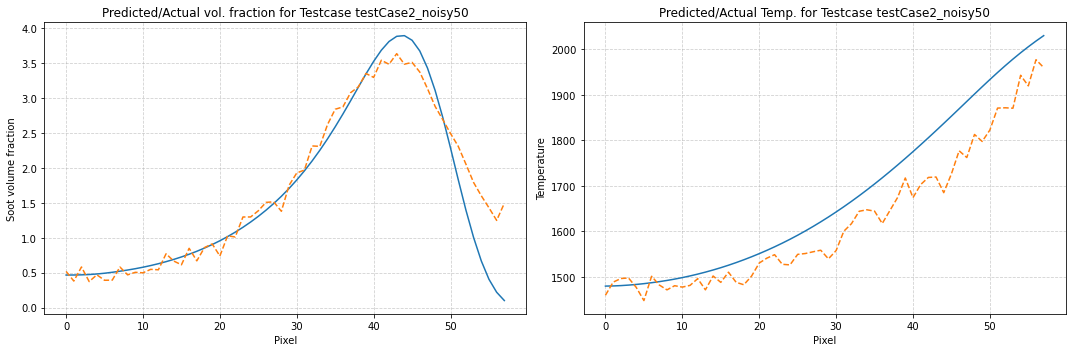 Predicted/Actual vol. fraction for Testcase testCase2_noisy50
Soot volume fraction
4.0
3.5
3.0
2.5
2.0
1.5
1.0
0.5
0.0
0 10 20 30 40 50
Pixel
Predicted/Actual Temp. for Testcase testCase2_noisy50
Temperature
2000
1900
1800
1700
1600
1500
0 10 20 30 40 50
Pixel